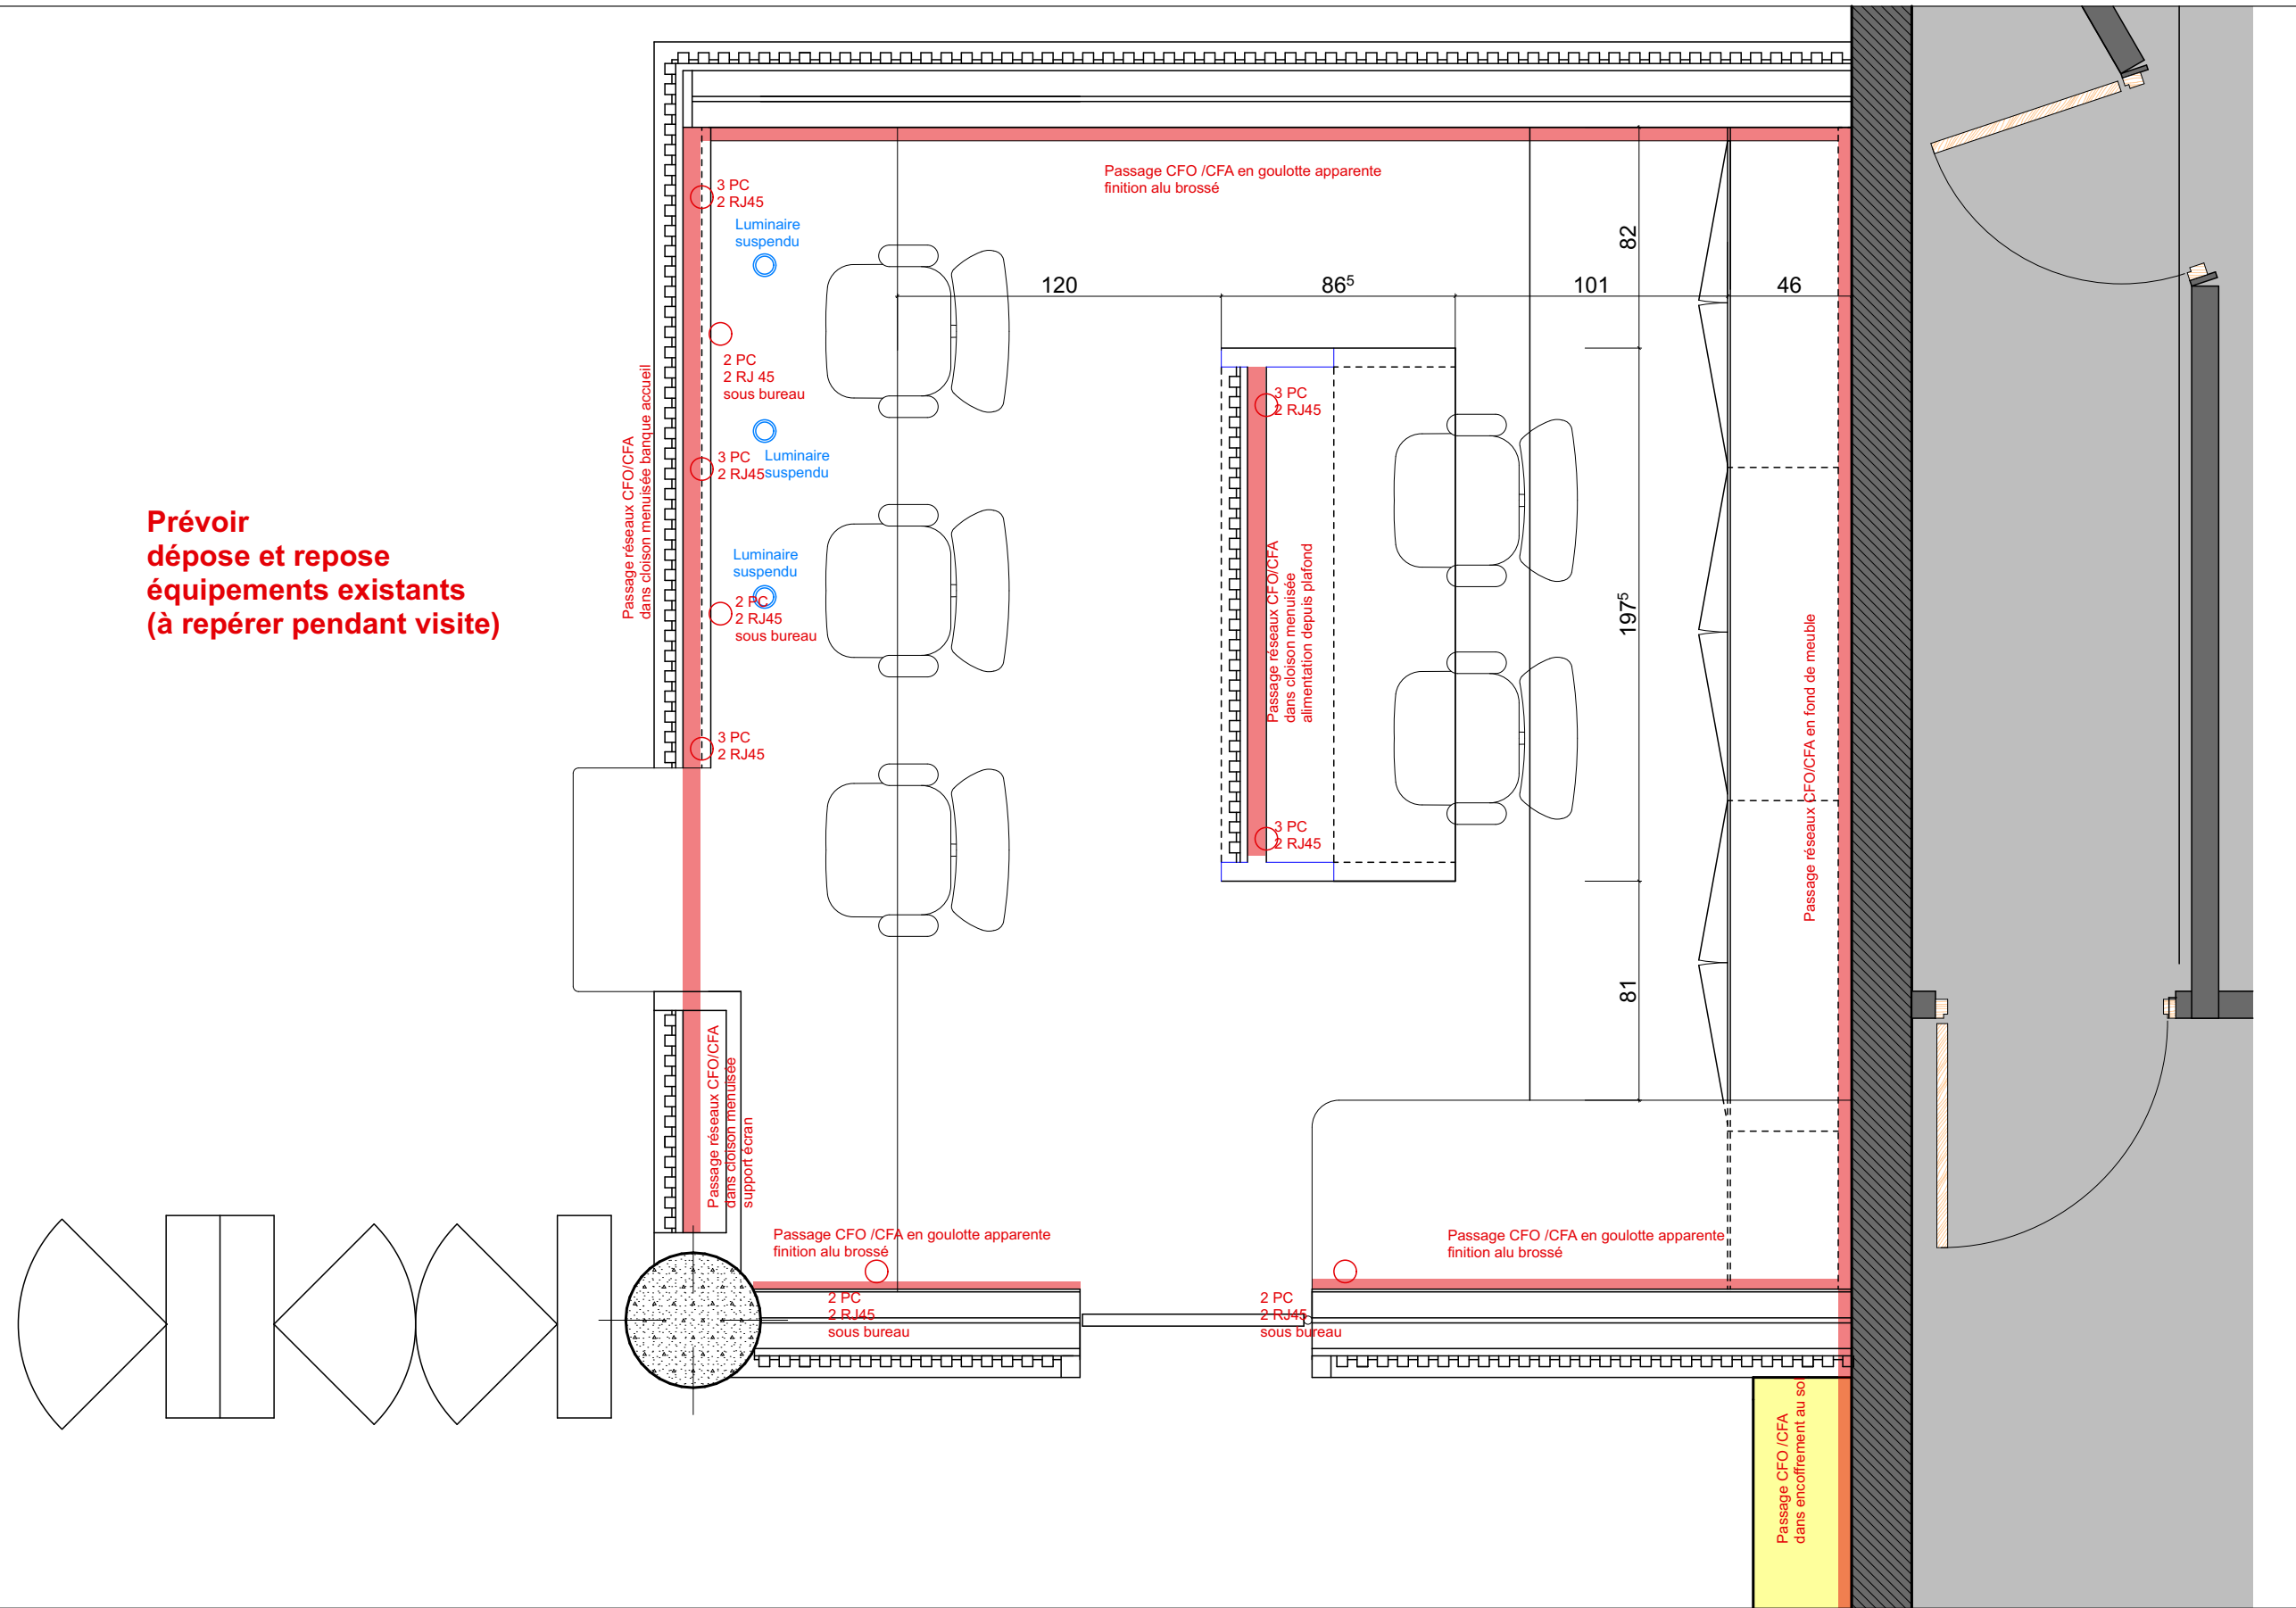 Passage CFO /CFA en goulotte apparente
finition alu brossé
3 PC
2 RJ45
Luminaire
suspendu
82
120
86⁵
101
46
2 PC
2 RJ 45
sous bureau
3 PC
2 RJ45
Passage réseaux CFO/CFA
dans cloison menuisée banque accueil
3 PC
2 RJ45
Luminaire
suspendu
Prévoir
dépose et repose
équipements existants
(à repérer pendant visite)
Luminaire
suspendu
2 PC
2 RJ45
sous bureau
Passage réseaux CFO/CFA
dans cloison menuisée
alimentation depuis plafond
197⁵
Passage réseaux CFO/CFA en fond de meuble
3 PC
2 RJ45
3 PC
2 RJ45
81
Passage réseaux CFO/CFA
dans cloison menuisée
support écran
Passage CFO /CFA en goulotte apparente
finition alu brossé
Passage CFO /CFA en goulotte apparente
finition alu brossé
2 PC
2 RJ45
sous bureau
2 PC
2 RJ45
sous bureau
Passage CFO /CFA
dans encoffrement au sol